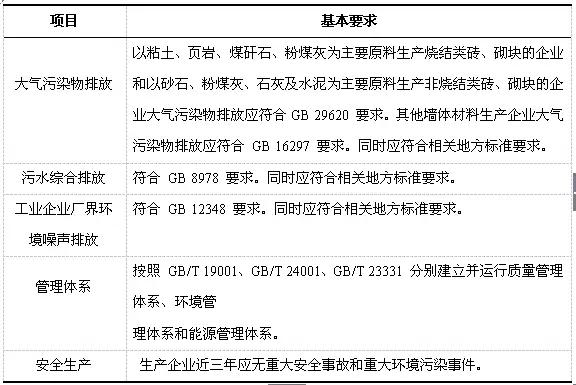 项目 基本要求
大气污染物排放
以粘土、页岩、煤矸石、粉煤灰为主要原料生产烧结类砖、砌块的企业
和以砂石、粉煤灰、石灰及水泥为主要原料生产非烧结类砖、砌块的企
业大气污染物排放应符合 GB 29620 要求。其他墙体材料生产企业大气
污染物排放应符合 GB 16297 要求。同时应符合相关地方标准要求。
污水综合排放 符合 GB 8978 要求。同时应符合相关地方标准要求。
工业企业厂界环
境噪声排放
符合 GB 12348 要求。同时应符合相关地方标准要求。
管理体系
按照 GB/T 19001、GB/T 24001、GB/T 23331 分别建立并运行质量管理
体系、环境管
理体系和能源管理体系。
安全生产 生产企业近三年应无重大安全事故和重大环境污染事件。